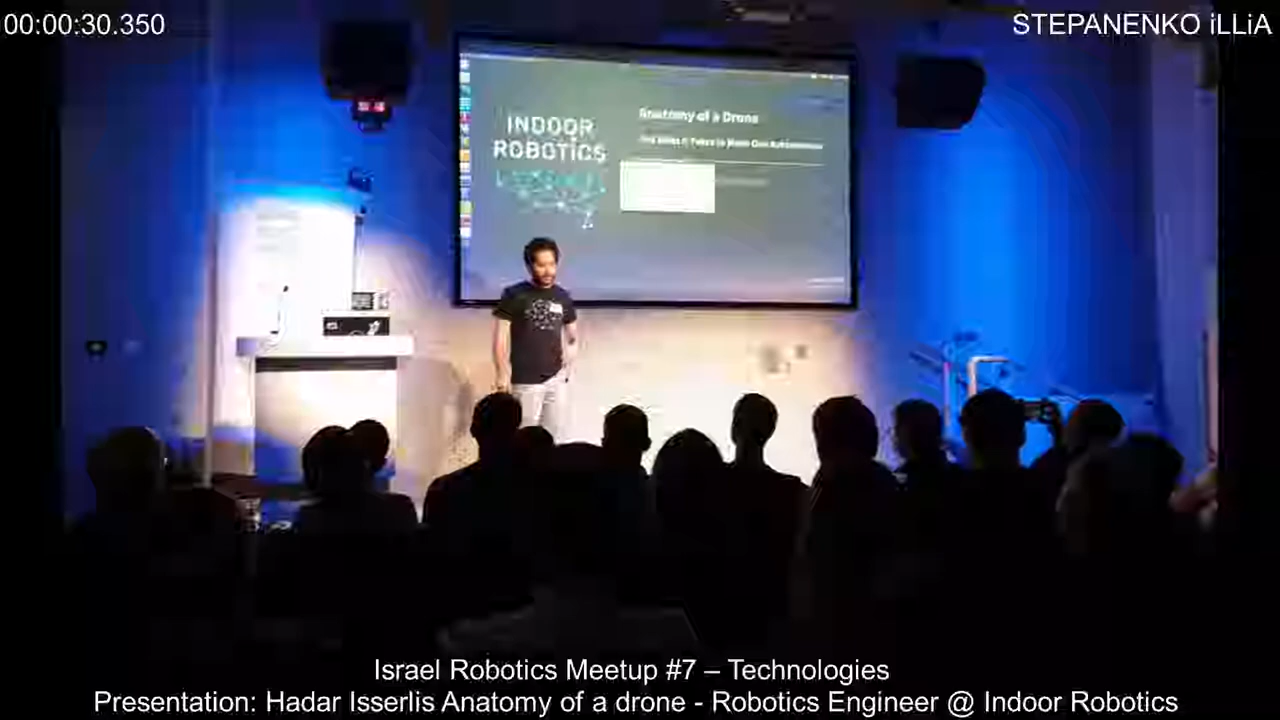 00:00:30.350
STEPANENKO iLLiA
INDOOR
ROBOTICS
Anatomy of a Drone
Israel Robotics Meetup #7 – Technologies
Presentation: Hadar Isserlis Anatomy of a drone - Robotics Engineer @ Indoor Robotics